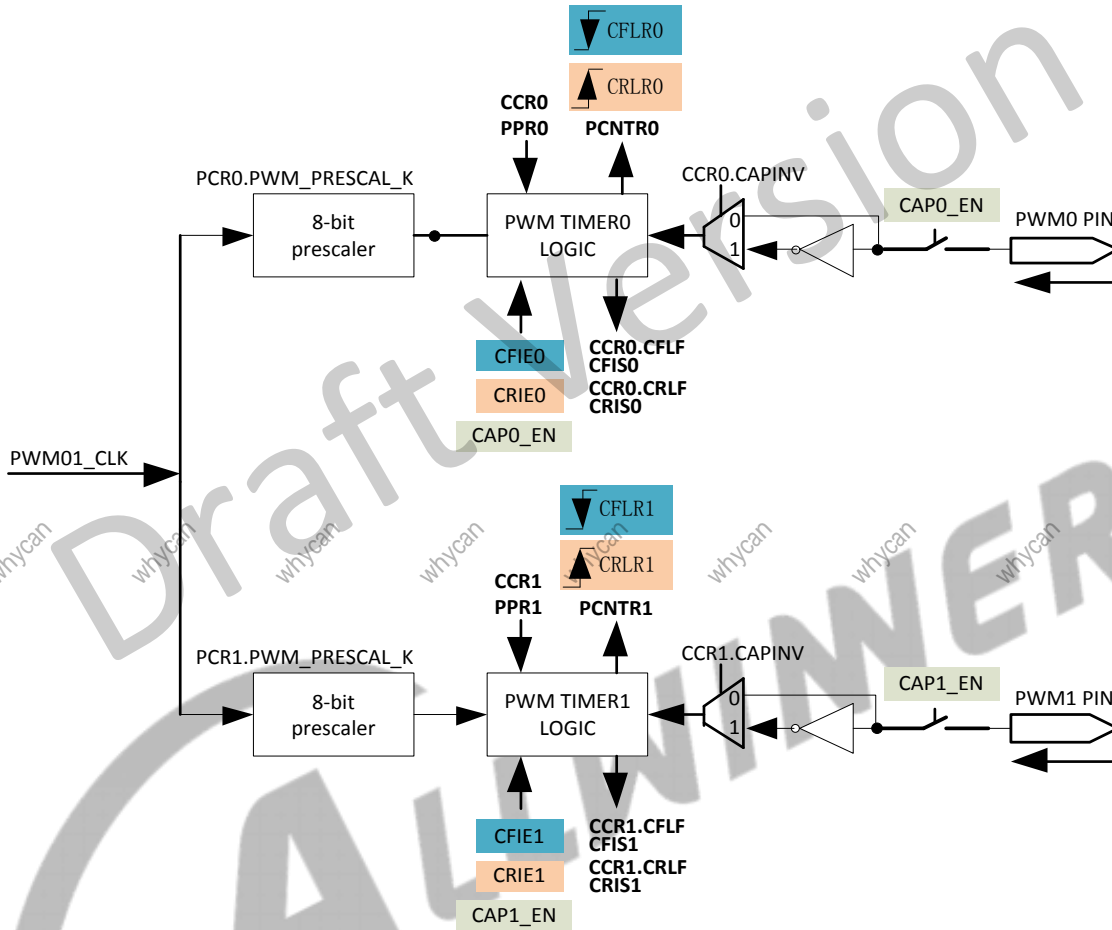 CFLR0
CRLR0
CCR0
PPR0
PCNTR0
PCR0.PWM_PRESCAL_K
CCR0.CAPINV
8-bit
prescaler
PWM TIMER0
LOGIC
0
1
CAP0_EN
PWM0 PIN
CFIE0
CRIE0
CAP0_EN
CCR0.CFLF
CFIS0
CCR0.CRLF
CRIS0
PWM01_CLK
CFLR1
CRLR1
CCR1
PPR1
PCNTR1
PCR1.PWM_PRESCAL_K
CCR1.CAPINV
8-bit
prescaler
PWM TIMER1
LOGIC
0
1
CAP1_EN
PWM1 PIN
CFIE1
CRIE1
CAP1_EN
CCR1.CFLF
CFIS1
CCR1.CRLF
CRIS1
Draft Version
whycan
whycan
whycan
whycan
whycan
whycan
whycan
whycan
ALLWINNER